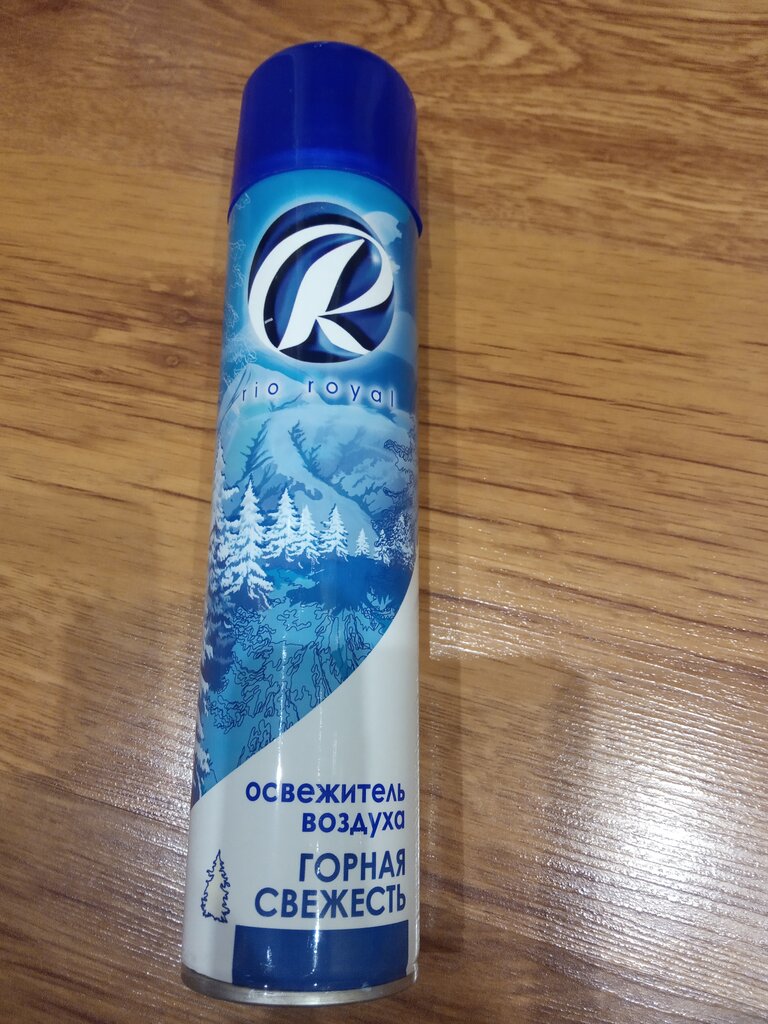 R
rio royal
освежитель
воздуха
ГОРНАЯ
СВЕЖЕСТЬ